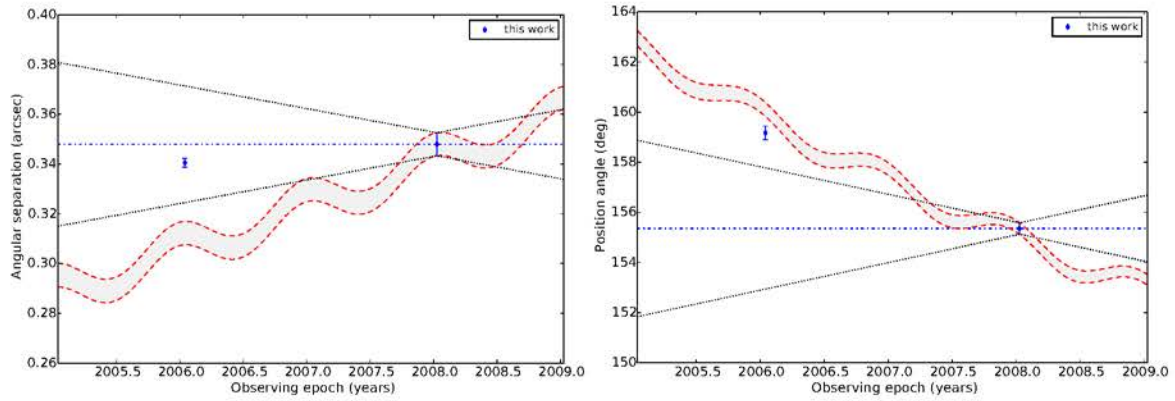 0.40
0.38
0.36
0.34
0.32
0.30
0.28
0.26
Angular separation (arcsec)
this work
2005.5 2006.0 2006.5 2007.0 2007.5 2008.0 2008.5 2009.0
Observing epoch (years)
164
162
160
158
156
154
152
150
Position angle (deg)
this work
2005.5 2006.0 2006.5 2007.0 2007.5 2008.0 2008.5 2009.0
Observing epoch (years)